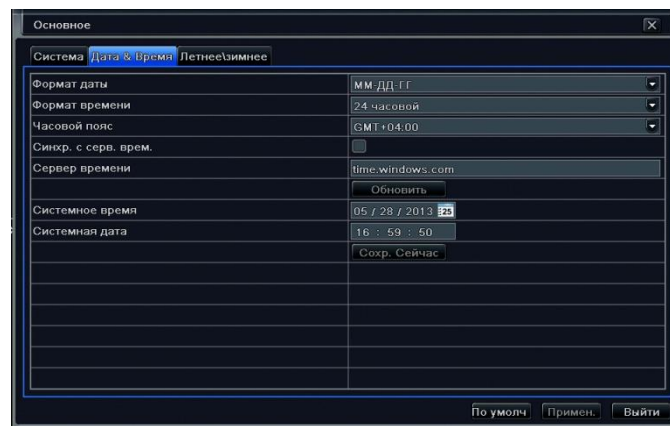 Основное
Система Дата & Время Летнее\зимнее
Формат даты ММ-ДД-ГГ
Формат времени 24 часовой
Часовой пояс GMT+04:00
Синхр. с серв. врем.
Сервер времени time.windows.com
Обновить
Системное время 05 / 28 / 2013 25
Системная дата 16 : 59 : 50
Сохр. Сейчас
По умолч Примен. Выйти